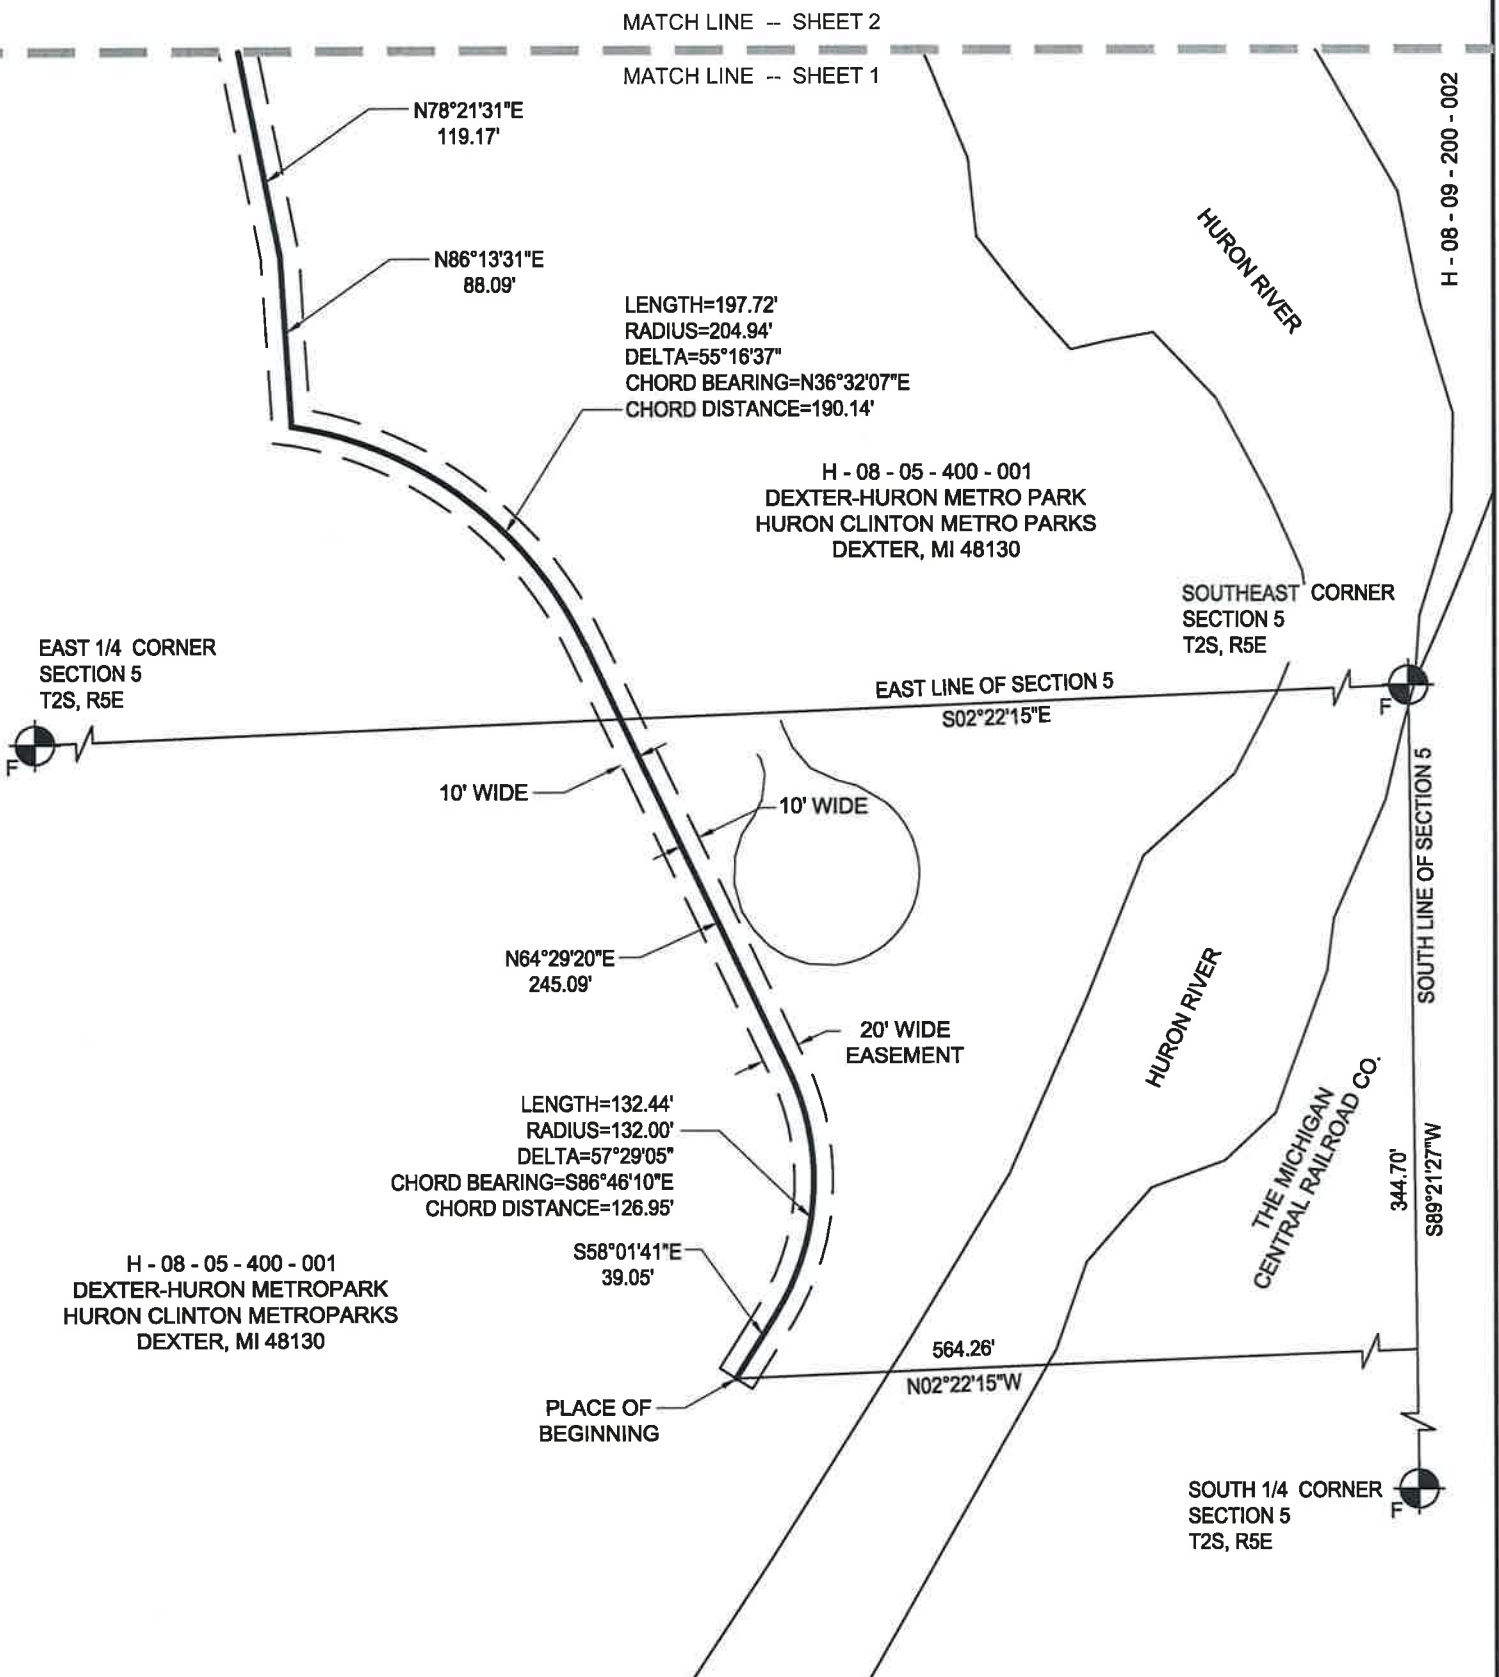 MATCH LINE -- SHEET 2
MATCH LINE -- SHEET 1
N78°21'31"E
119.17'
H - 08 - 09 - 200 - 002
HURON RIVER
N86°13'31"E
88.09'
LENGTH=197.72'
RADIUS=204.94'
DELTA=55°16'37"
CHORD BEARING=N36°32'07"E
CHORD DISTANCE=190.14'
H - 08 - 05 - 400 - 001
DEXTER-HURON METRO PARK
HURON CLINTON METRO PARKS
DEXTER, MI 48130
SOUTHEAST CORNER
SECTION 5
T2S, R5E
EAST 1/4 CORNER
SECTION 5
T2S, R5E
F
EAST LINE OF SECTION 5
S02°22'15"E
F
10' WIDE
10' WIDE
SOUTH LINE OF SECTION 5
N64°29'20"E
245.09'
20' WIDE
EASEMENT
HURON RIVER
THE MICHIGAN
CENTRAL RAILROAD CO.
344.70'
S89°21'27"W
LENGTH=132.44'
RADIUS=132.00'
DELTA=57°29'05"
CHORD BEARING=S86°46'10"E
CHORD DISTANCE=126.95'
S58°01'41"E
39.05'
H - 08 - 05 - 400 - 001
DEXTER-HURON METROPARK
HURON CLINTON METROPARKS
DEXTER, MI 48130
564.26'
N02°22'15"W
PLACE OF
BEGINNING
SOUTH 1/4 CORNER
SECTION 5
T2S, R5E
F